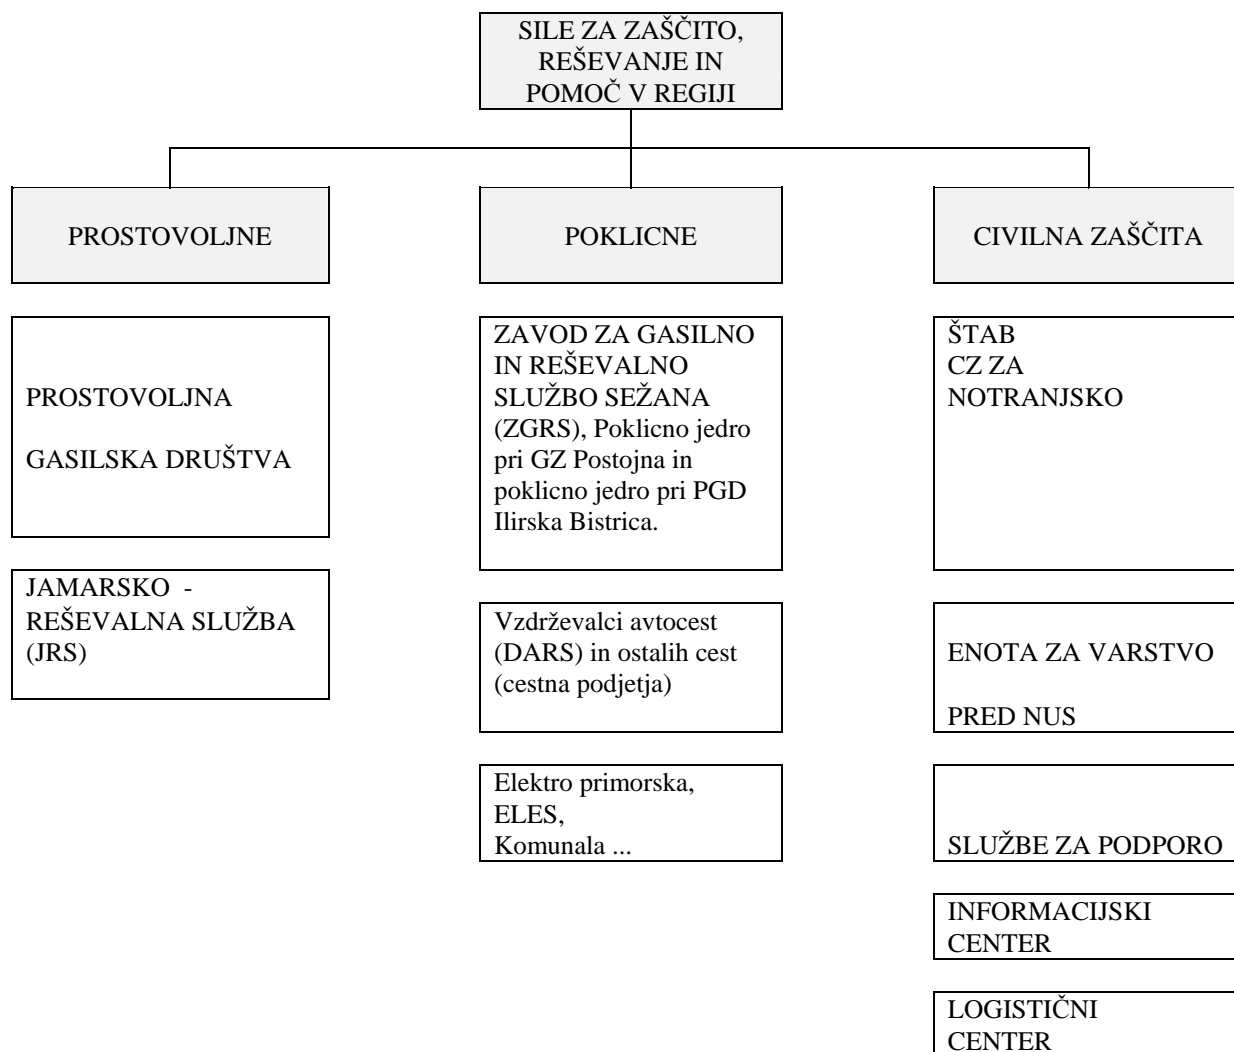 SILE ZA ZAŠČITO,
REŠEVANJE IN
POMOČ V REGIJI
PROSTOVOLJNE
POKLICNE
CIVILNA ZAŠČITA
PROSTOVOLJNA
GASILSKA DRUŠTVA
JAMARSKO -
REŠEVALNA SLUŽBA
(JRS)
ZAVOD ZA GASILNO
IN REŠEVALNO
SLUŽBO SEŽANA
(ZGRS), Poklicno jedro
pri GZ Postojna in
poklicno jedro pri PGD
Ilirska Bistrica.
Vzdrževalci avtocest
(DARS) in ostalih cest
(cestna podjetja)
Elektro primorska,
ELES,
Komunala ...
ŠTAB
CZ ZA
NOTRANJSKO
ENOTA ZA VARSTVO
PRED NUS
SLUŽBE ZA PODPORO
INFORMACIJSKI
CENTER
LOGISTIČNI
CENTER